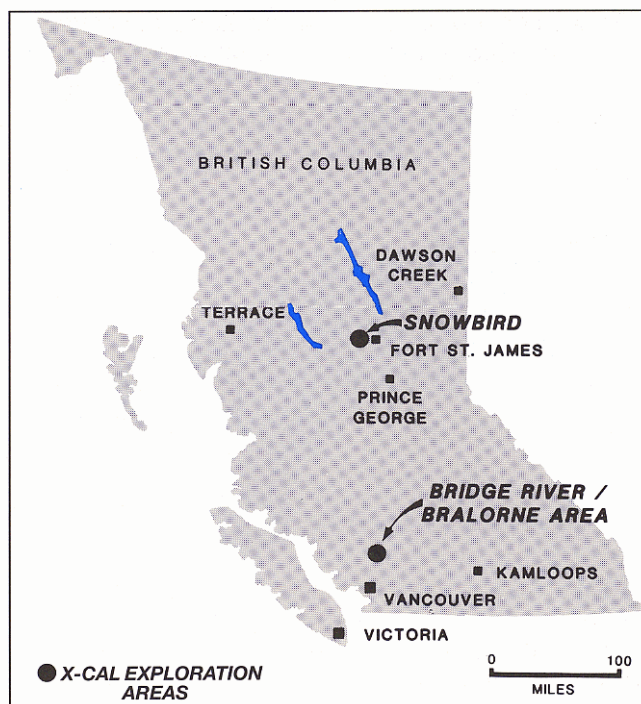 BRITISH COLUMBIA
DAWSON
CREEK
TERRACE
SNOWBIRD
FORT ST. JAMES
PRINCE
GEORGE
BRIDGE RIVER /
BRALORNE AREA
KAMLOOPS
VANCOUVER
VICTORIA
X-CAL EXPLORATION
AREAS
0 100
MILES